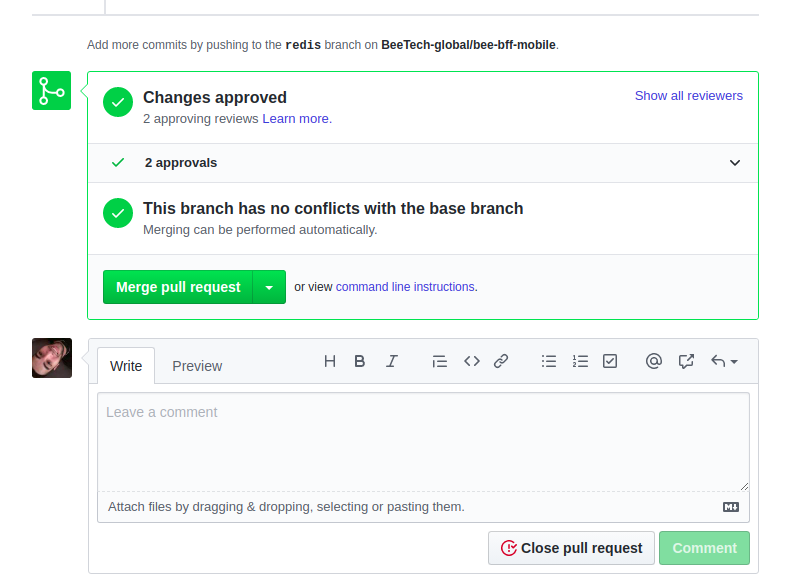 Add more commits by pushing to the redis branch on BeeTech-global/bee-bff-mobile.
Changes approved
Show all reviewers
2 approving reviews Learn more.
2 approvals
This branch has no conflicts with the base branch
Merging can be performed automatically.
Merge pull request
or view command line instructions.
Write
Preview
Leave a comment
Attach files by dragging & dropping, selecting or pasting them.
Close pull request
Comment